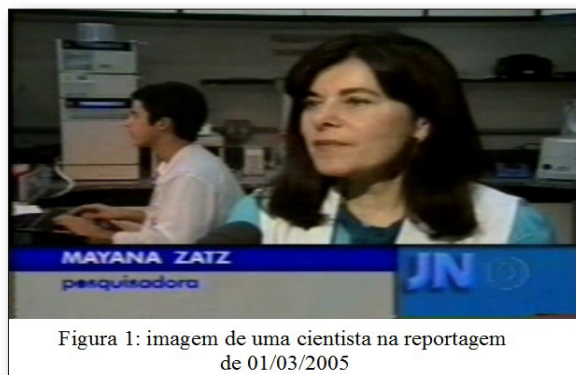 MAYANA ZATZ
pesquisadora
JN
Figura 1: imagem de uma cientista na reportagem
de 01/03/2005